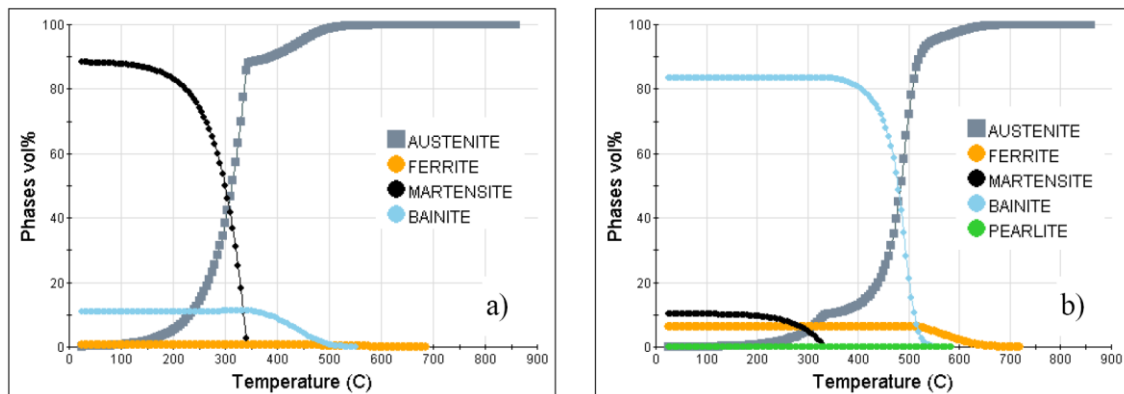 100
80
60
40
20
0
Phases vol%
AUSTENITE
FERRITE
MARTENSITE
BAINITE
a)
0 100 200 300 400 500 600 700 800 900
Temperature (C)
100
80
60
40
20
0
Phases vol%
AUSTENITE
FERRITE
MARTENSITE
BAINITE
PEARLITE
b)
0 100 200 300 400 500 600 700 800 900
Temperature (C)